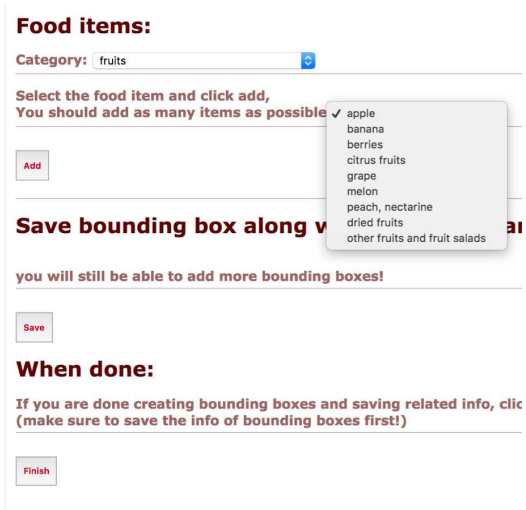 Food items:
Category: fruits
Select the food item and click add,
You should add as many items as possible
✓ apple
banana
berries
citrus fruits
grape
melon
peach, nectarine
dried fruits
other fruits and fruit salads
Add
Save bounding box along
you will still be able to add more bounding boxes!
Save
When done:
If you are done creating bounding boxes and saving related info,
(make sure to save the info of bounding boxes first!)
Finish